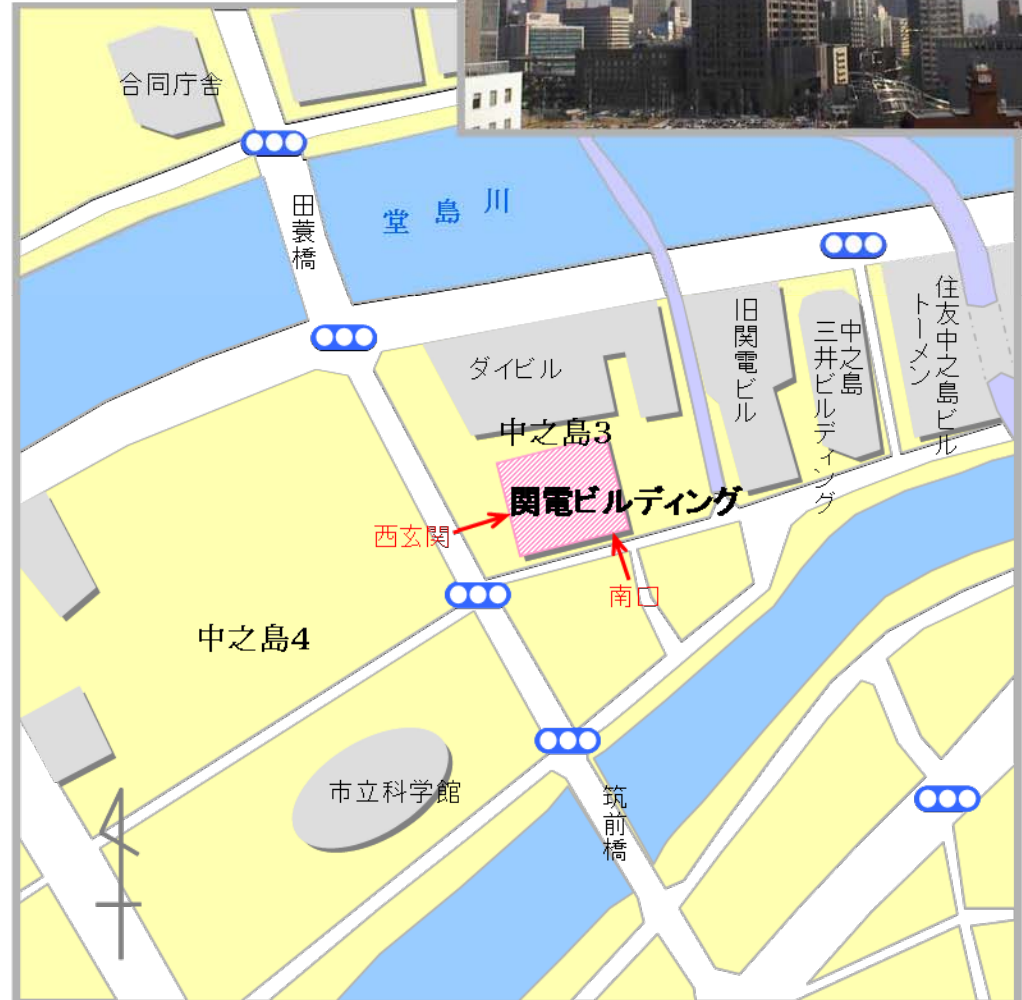 合同庁舎
田蓑橋
堂島川
ダイビル
旧関電ビル
中之島
三井ビルディング
住友中之島ビル
トーメン
中之島3
関電ビルディング
西玄関
南口
中之島4
市立科学館
筑前橋